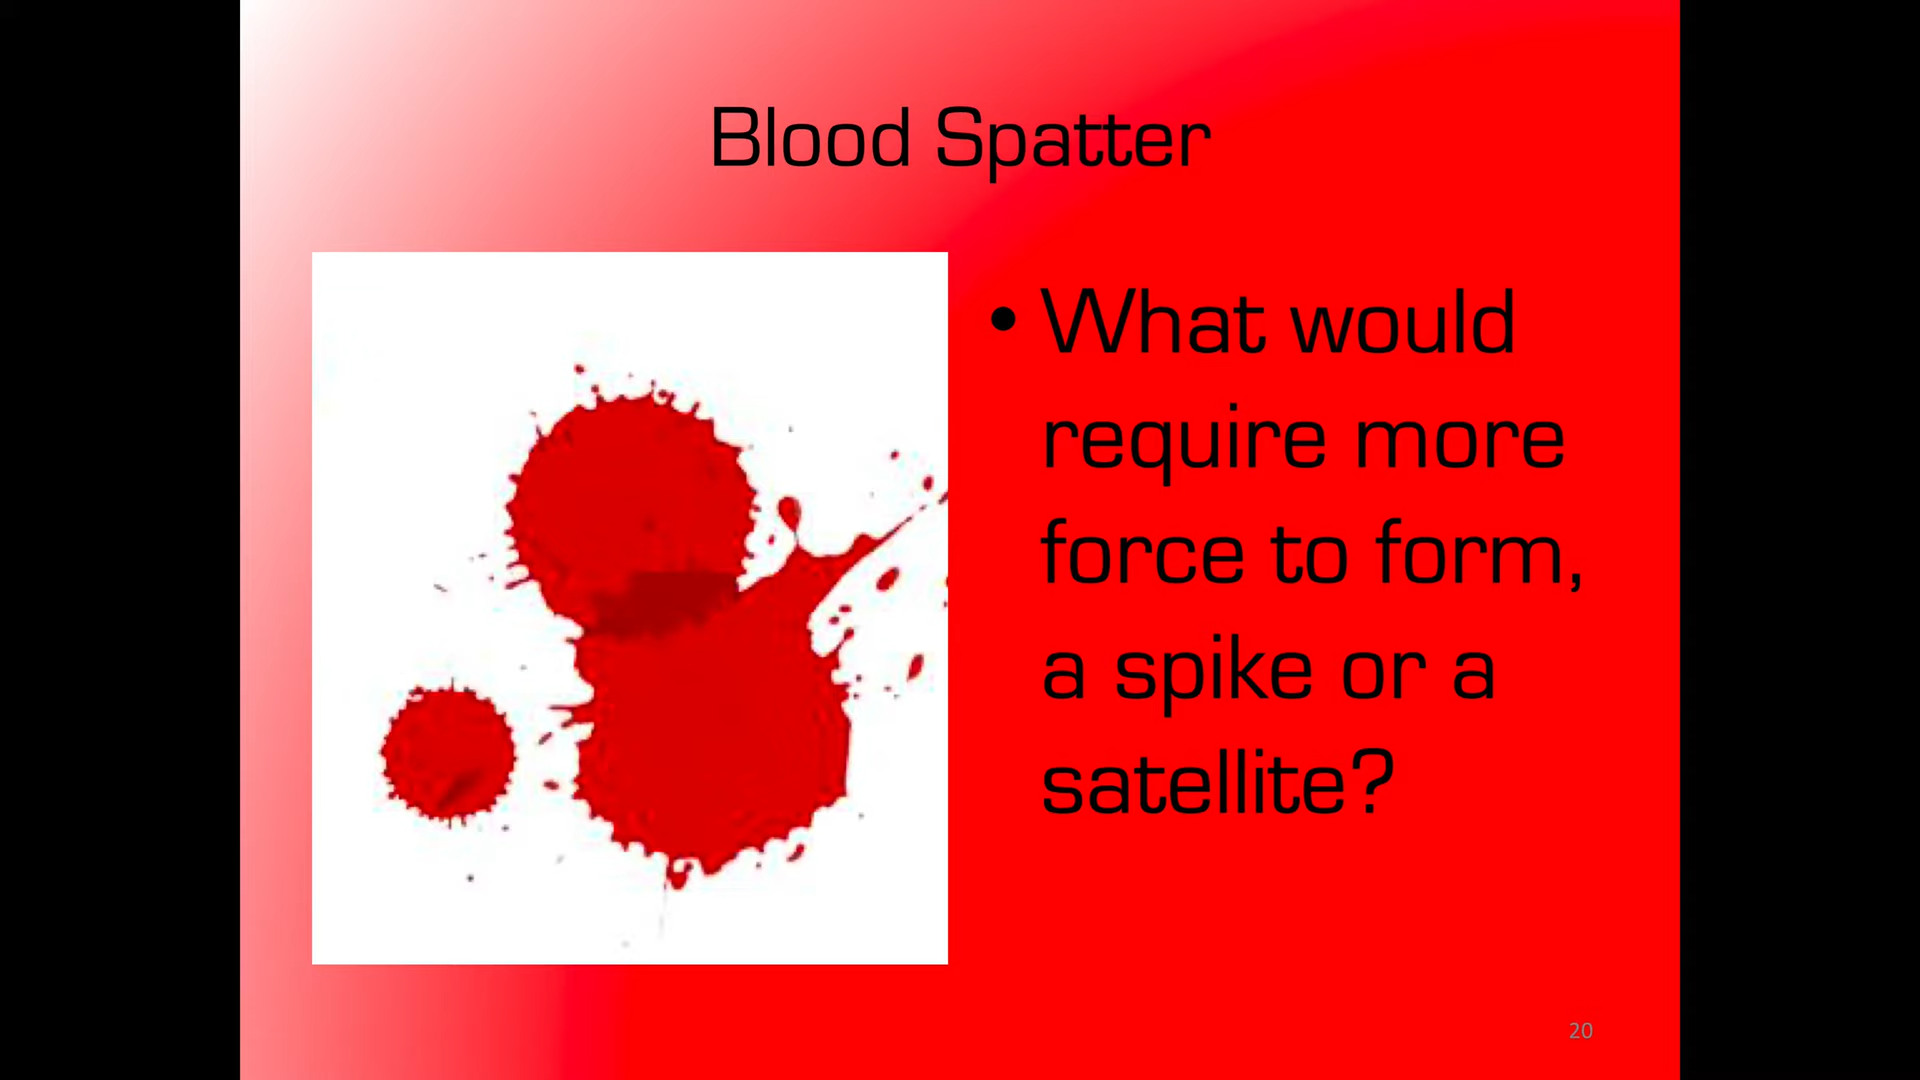 Blood Spatter
• What would
require more
force to form,
a spike or a
satellite?
20